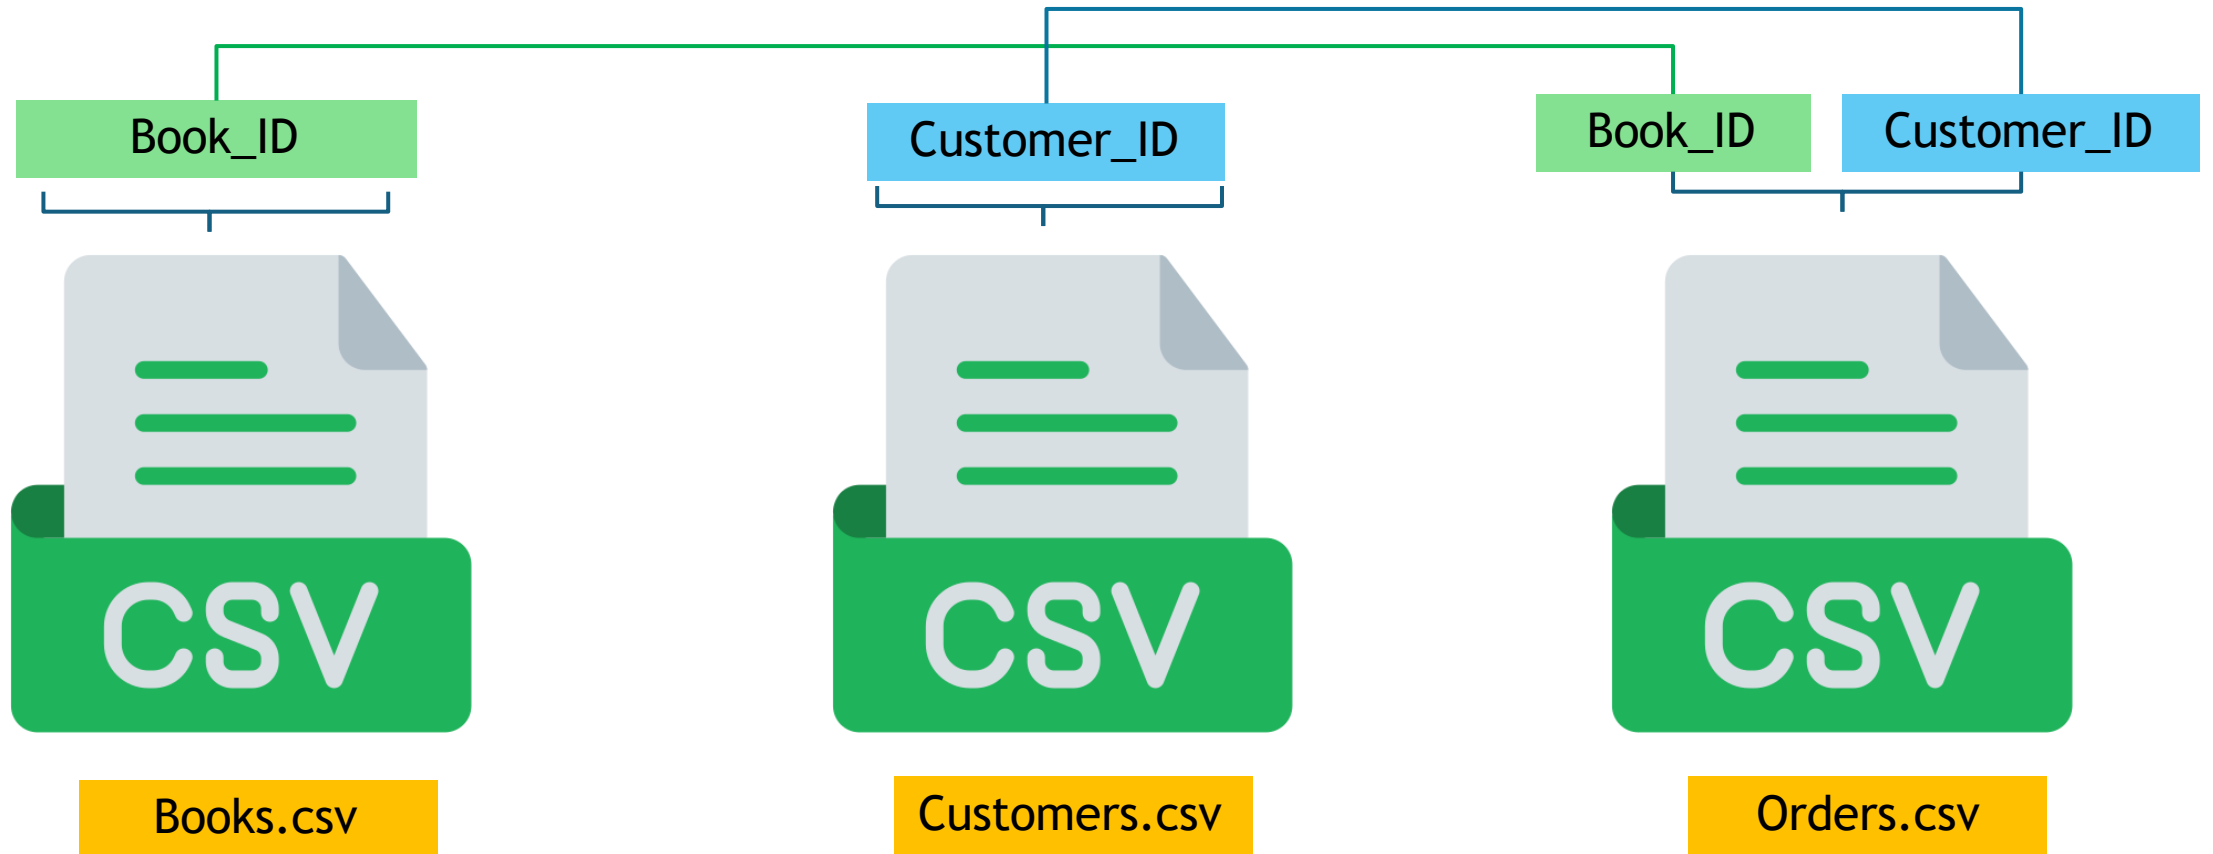 Book_ID
Customer_ID
Book_ID
Customer_ID
CSV
CSV
CSV
Books.csv
Customers.csv
Orders.csv